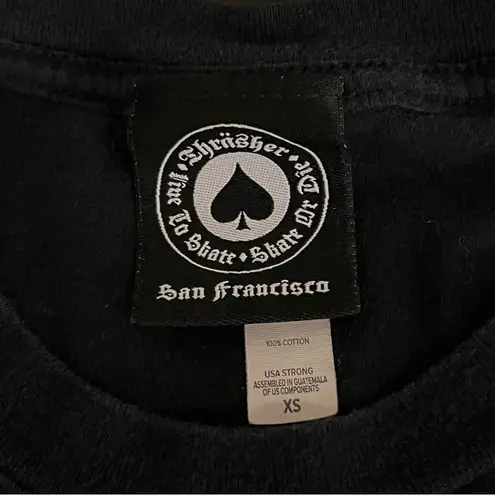 Thräsher
• Live To Skate • Skate Or Die •
San Francisco
100% COTTON
USA STRONG
ASSEMBLED IN GUATEMALA
OF US COMPONENTS
XS